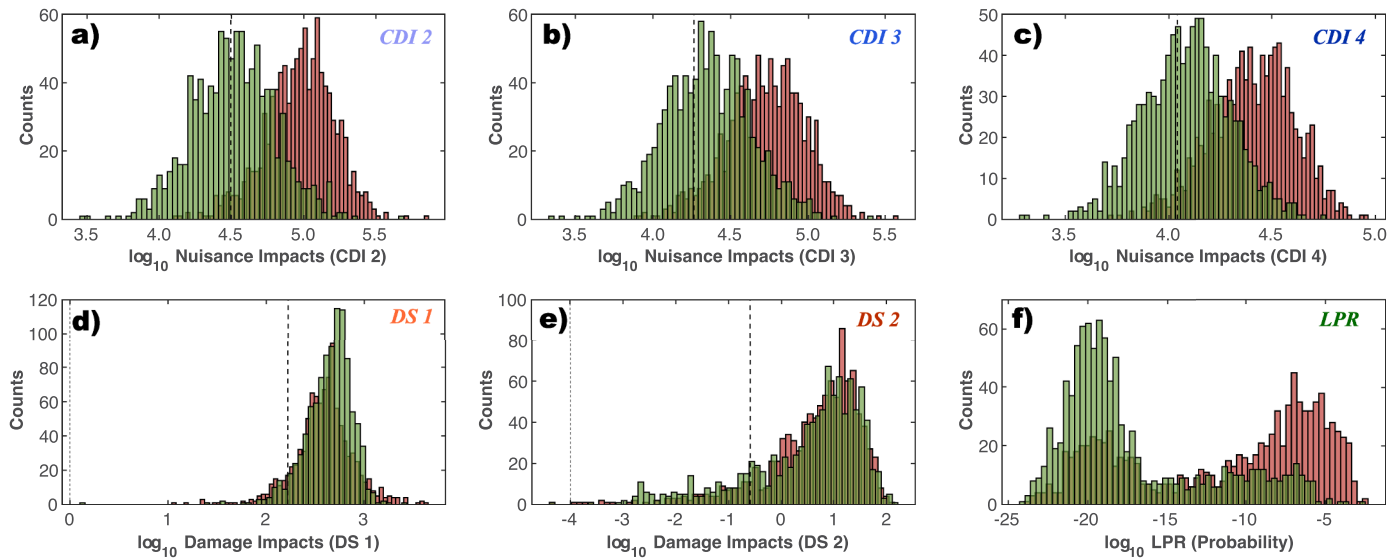 a) CDI 2
Counts
60
40
20
0
3.5 4.0 4.5 5.0 5.5
log10 Nuisance Impacts (CDI 2)
b) CDI 3
Counts
60
40
20
0
3.5 4.0 4.5 5.0 5.5
log10 Nuisance Impacts (CDI 3)
c) CDI 4
Counts
50
40
30
20
10
0
3.5 4.0 4.5 5.0
log10 Nuisance Impacts (CDI 4)
d) DS 1
Counts
120
100
80
60
40
20
0
0 1 2 3
log10 Damage Impacts (DS 1)
e) DS 2
Counts
100
80
60
40
20
0
-4 -3 -2 -1 0 1 2
log10 Damage Impacts (DS 2)
f) LPR
Counts
60
40
20
0
-25 -20 -15 -10 -5
log10 LPR (Probability)